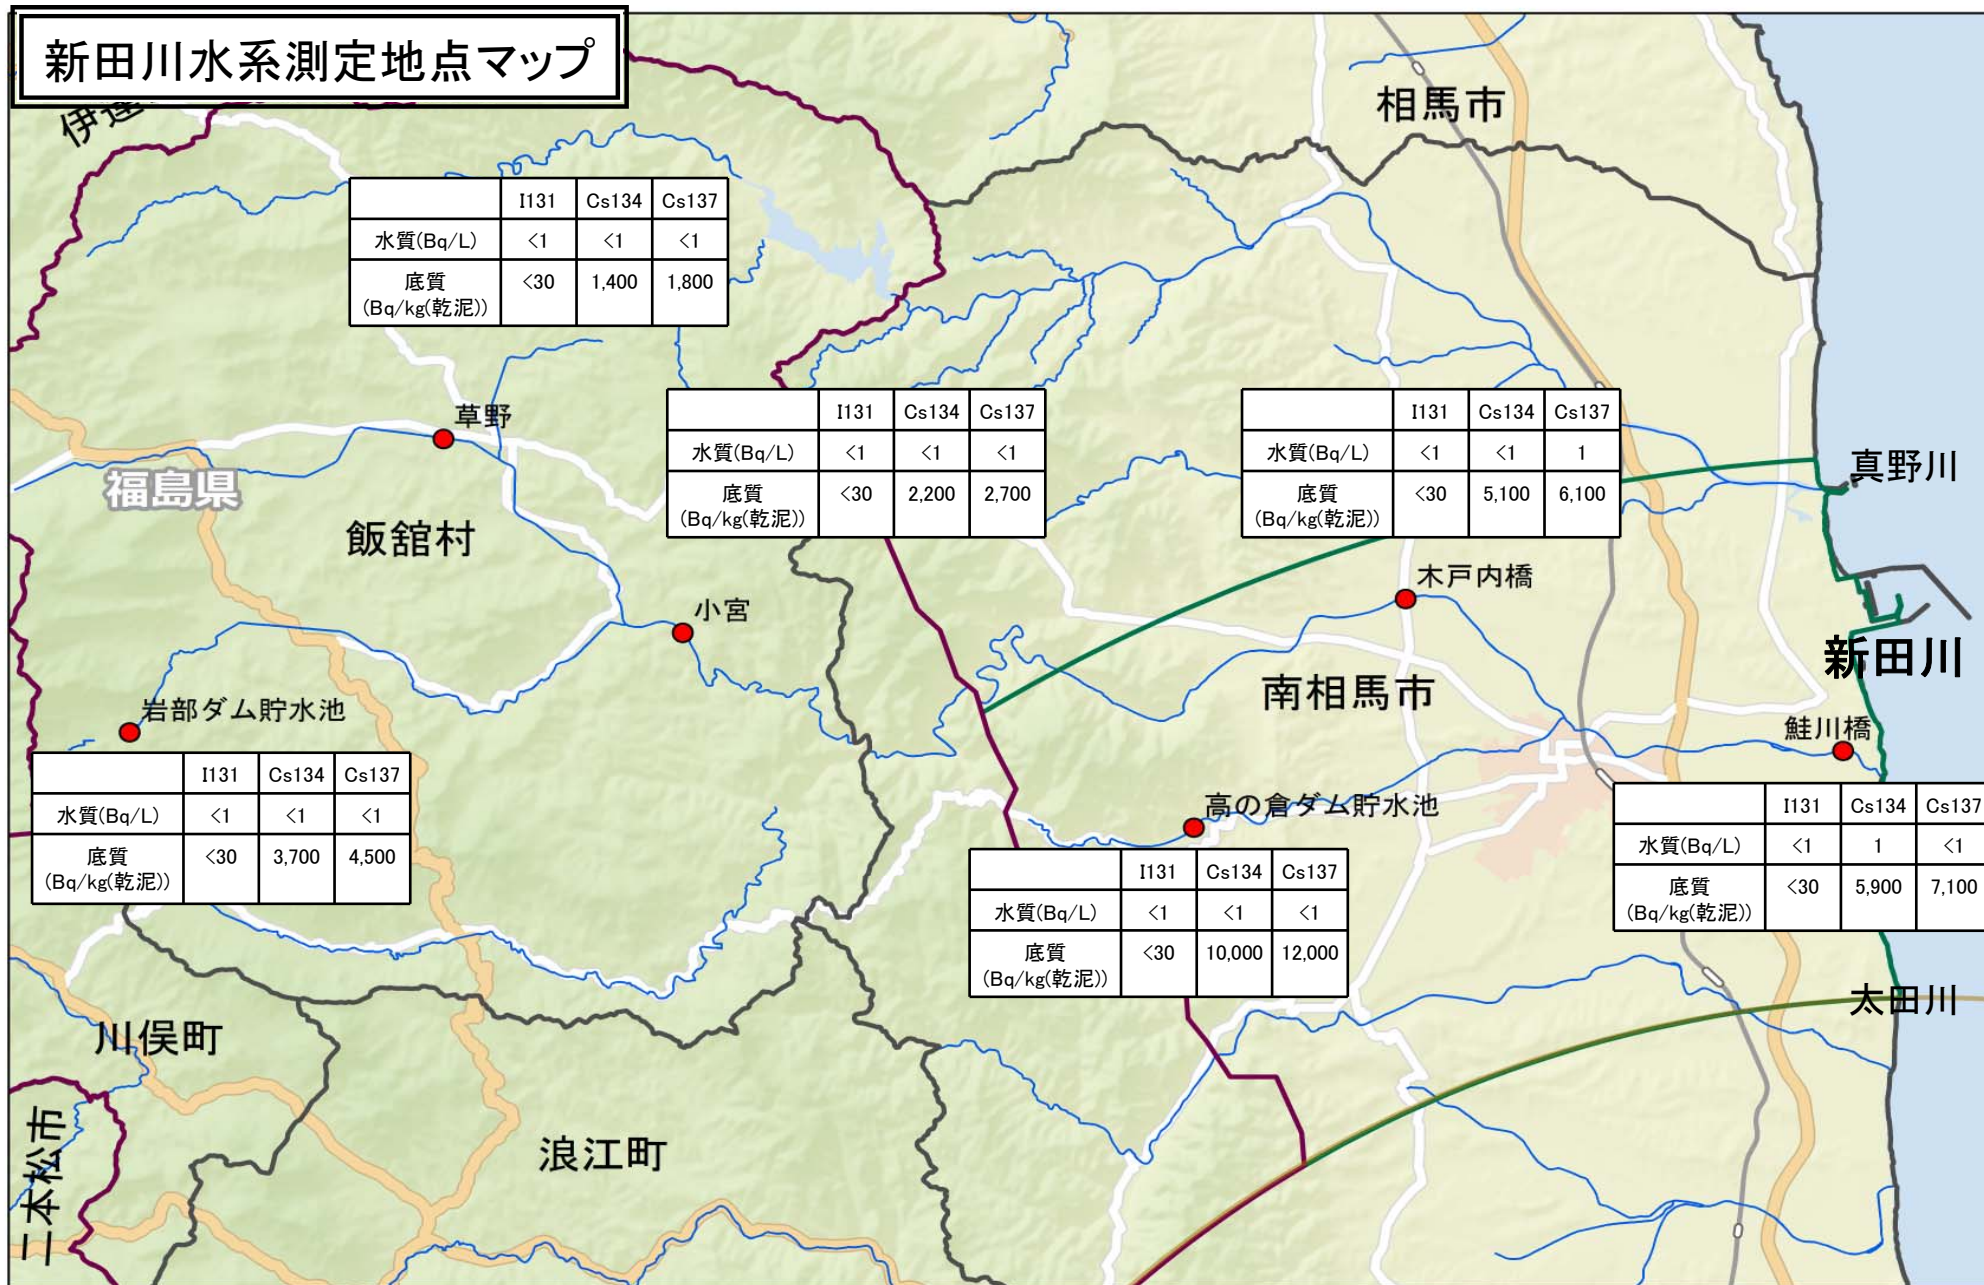 新田川水系測定地点マップ
伊達
相馬市
I131 Cs134 Cs137
水質(Bq/L) <1 <1 <1
底質
(Bq/kg(乾泥)) <30 1,400 1,800
草野
福島県
飯舘村
I131 Cs134 Cs137
水質(Bq/L) <1 <1 <1
底質
(Bq/kg(乾泥)) <30 2,200 2,700
I131 Cs134 Cs137
水質(Bq/L) <1 <1 1
底質
(Bq/kg(乾泥)) <30 5,100 6,100
真野川
木戸内橋
小宮
新田川
南相馬市
岩部ダム貯水池
鮭川橋
I131 Cs134 Cs137
水質(Bq/L) <1 <1 <1
底質
(Bq/kg(乾泥)) <30 3,700 4,500
高の倉ダム貯水池
I131 Cs134 Cs137
水質(Bq/L) <1 1 <1
底質
(Bq/kg(乾泥)) <30 5,900 7,100
I131 Cs134 Cs137
水質(Bq/L) <1 <1 <1
底質
(Bq/kg(乾泥)) <30 10,000 12,000
太田川
川俣町
浪江町
二本松市